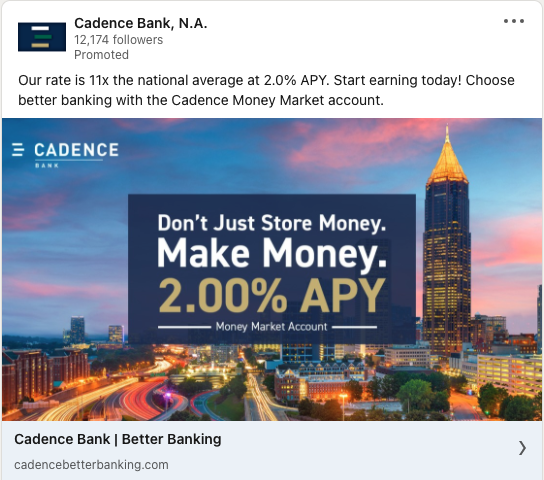 Cadence Bank, N.A.
12,174 followers
Promoted
Our rate is 11x the national average at 2.0% APY. Start earning today! Choose
better banking with the Cadence Money Market account.
CADENCE
BANK
Don't Just Store Money.
Make Money.
2.00% APY
Money Market Account
Cadence Bank | Better Banking
cadencebetterbanking.com